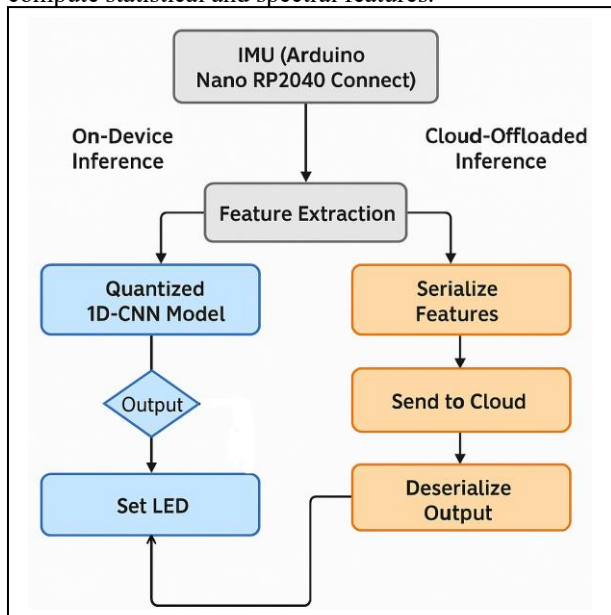 compute statistical and spectral features.
IMU (Arduino
Nano RP2040 Connect)
On-Device
Inference
Cloud-Offloaded
Inference
Feature Extraction
Quantized
1D-CNN Model
Serialize
Features
Output
Send to Cloud
Set LED
Deserialize
Output